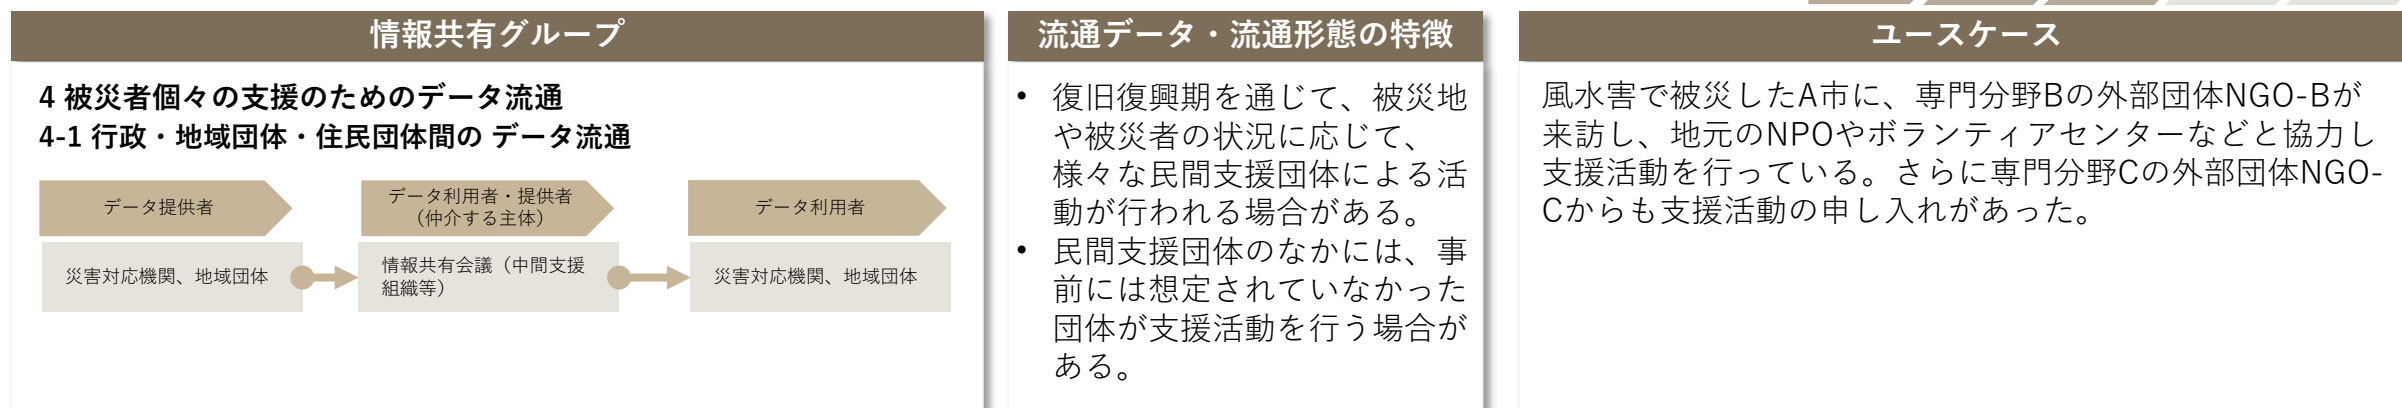 情報共有グループ
4 被災者個々の支援のためのデータ流通
4-1 行政・地域団体・住民団体間の データ流通
データ提供者
データ利用者・提供者
（仲介する主体）
データ利用者
災害対応機関、地域団体
情報共有会議（中間支援
組織等）
災害対応機関、地域団体
流通データ・流通形態の特徴
• 復旧復興期を通じて、被災地
や被災者の状況に応じて、
様々な民間支援団体による活
動が行われる場合がある。
• 民間支援団体のなかには、事
前には想定されていなかった
団体が支援活動を行う場合が
ある。
ユースケース
風水害で被災したA市に、専門分野Bの外部団体NGO-Bが
来訪し、地元のNPOやボランティアセンターなどと協力し
支援活動を行っている。さらに専門分野Cの外部団体NGO-
Cからも支援活動の申し入れがあった。